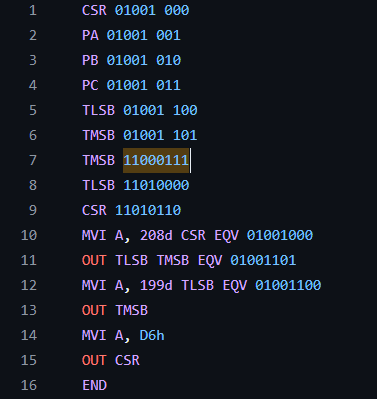 1 CSR 01001 000
2 PA 01001 001
3 PB 01001 010
4 PC 01001 011
5 TLSB 01001 100
6 TMSB 01001 101
7 TMSB 11000111
8 TLSB 11010000
9 CSR 11010110
10 MVI A, 208d CSR EQV 01001000
11 OUT TLSB TMSB EQV 01001101
12 MVI A, 199d TLSB EQV 01001100
13 OUT TMSB
14 MVI A, D6h
15 OUT CSR
16 END